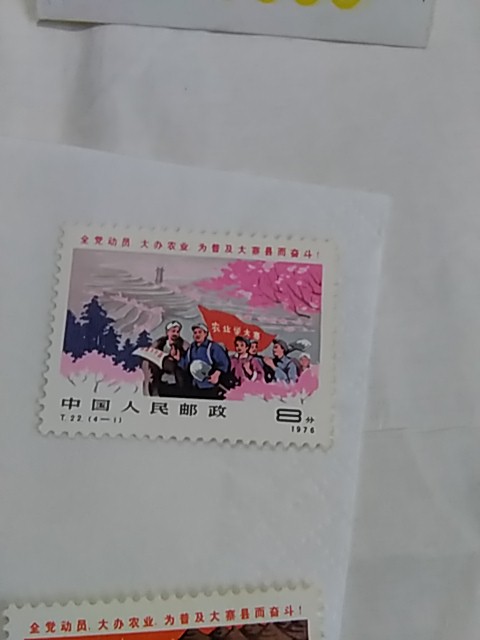 全党动员 大办农业, 为普及大寨县而奋斗!
农业学大寨
中国人民邮政
8分
T.22.(4—1)
1976
全党动员, 大办农业, 为普及大寨县而奋斗!